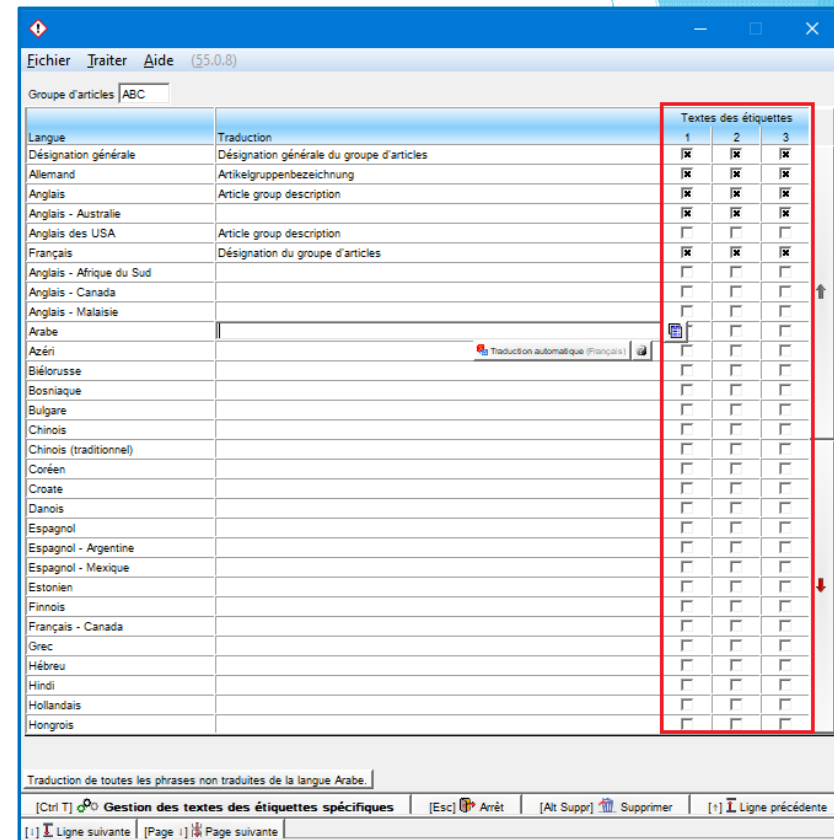 Fichier Traiter Aide (55.0.8)
Groupe d'articles ABC
Textes des étiquettes
Langue Traduction 1 2 3
Désignation générale Désignation générale du groupe d'articles
Allemand Artikelgruppenbezeichnung
Anglais Article group description
Anglais - Australie
Anglais des USA Article group description
Français Désignation du groupe d'articles
Anglais - Afrique du Sud
Anglais - Canada
Anglais - Malaisie
Arabe
Azéri Traduction automatique (Français)
Biélorusse
Bosniaque
Bulgare
Chinois
Chinois (traditionnel)
Coréen
Croate
Danois
Espagnol
Espagnol - Argentine
Espagnol - Mexique
Estonien
Finnois
Français - Canada
Grec
Hébreu
Hindi
Hollandais
Hongrois
Traduction de toutes les phrases non traduites de la langue Arabe.
[Ctrl T] Gestion des textes des étiquettes spécifiques [Esc] Arrêt [Alt Suppr] Supprimer [↑] Ligne précédente
[↓] Ligne suivante [Page ↓] Page suivante